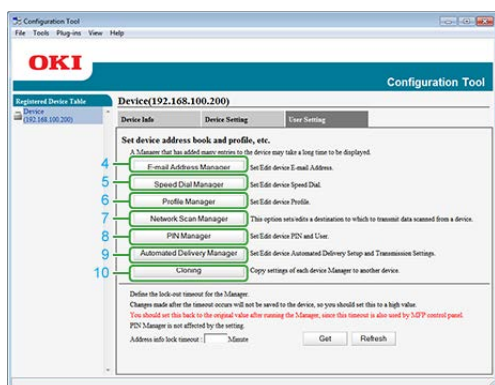 Configuration Tool
File Tools Plug-ins View Help
OKI
Configuration Tool
Registered Device Table
Device
(192.168.100.200)
Device(192.168.100.200)
Device Info Device Setting User Setting
Set device address book and profile, etc.
A Manager that has added many entries to the device may take a long time to be displayed.
4 E-mail Address Manager Set/Edit device E-mail Address.
5 Speed Dial Manager Set/Edit device Speed Dial.
6 Profile Manager Set/Edit device Profile.
7 Network Scan Manager This option sets/edits a destination to which to transmit data scanned from a device.
8 PIN Manager Set/Edit device PIN and User.
9 Automated Delivery Manager Set/Edit device Automated Delivery Setup and Transmission Settings.
10 Cloning Copy settings of each device Manager to another device.
Define the lock-out timeout for the Manager.
Changes made after the timeout occurs will not be saved to the device, so you should set this to a high value.
You should set this back to the original value after running the Manager, since this timeout is also used by MFP control panel.
PIN Manager is not affected by the setting.
Address info lock timeout : Minute Get Refresh